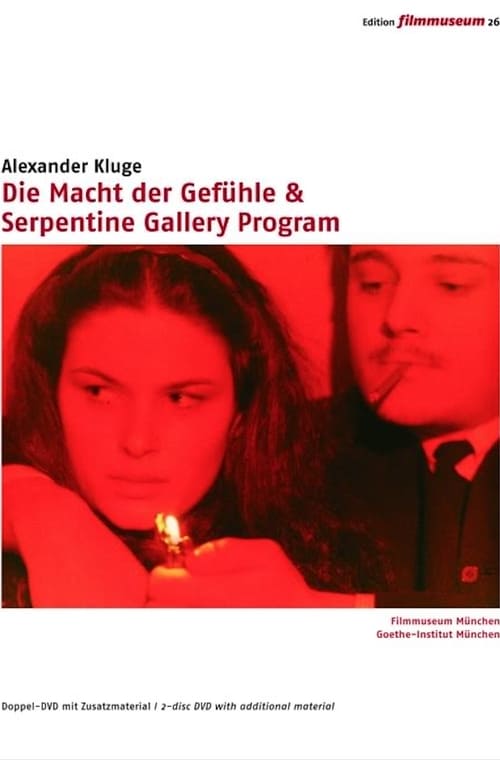 Edition filmmuseum 26
Alexander Kluge
Die Macht der Gefühle &
Serpentine Gallery Program
Filmmuseum München
Goethe-Institut München
Doppel-DVD mit Zusatzmaterial / 2-disc DVD with additional material